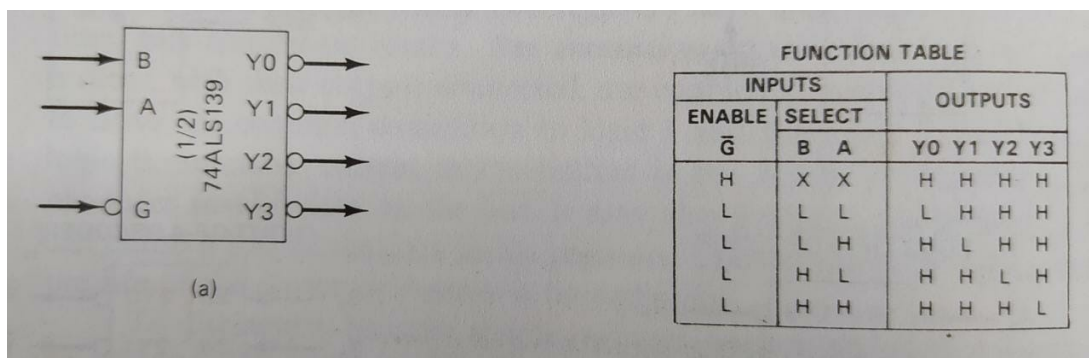 B Y0
A Y1
(1/2)
74ALS139
Y2
G Y3
(a)
FUNCTION TABLE
INPUTS OUTPUTS
ENABLE SELECT
G̅ B A Y0 Y1 Y2 Y3
H X X H H H H
L L L L H H H
L L H H L H H
L H L H H L H
L H H H H H L